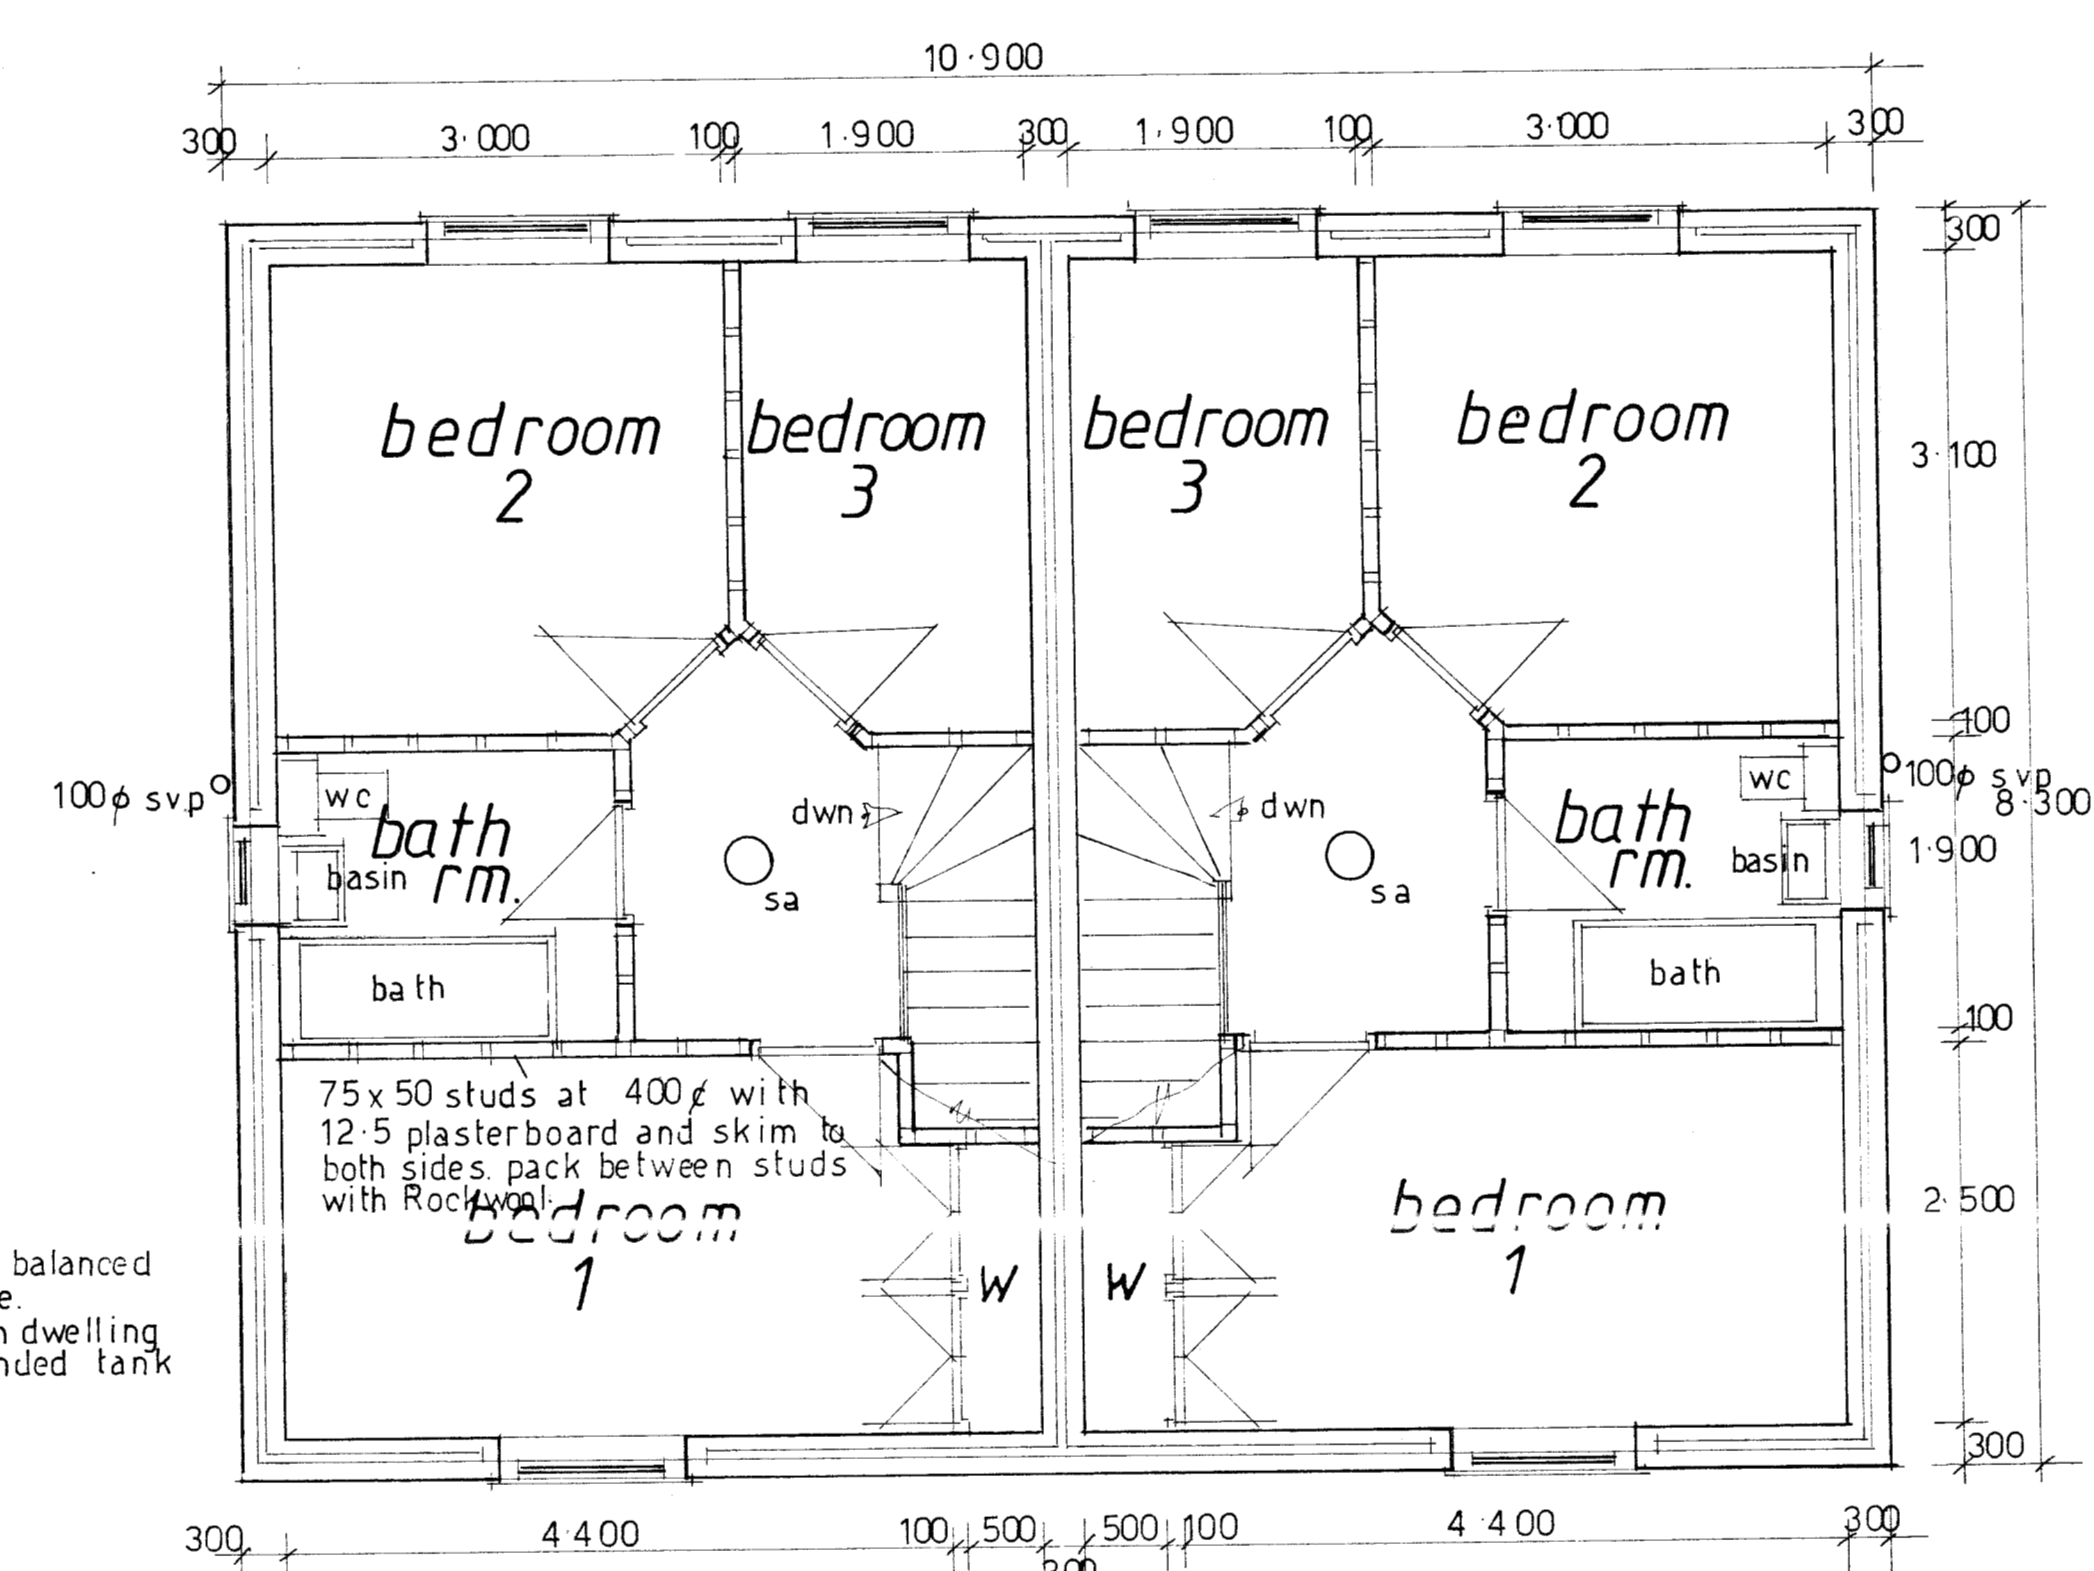 10·900
300 3·000 100 1·900 300 1·900 100 3·000 300
300
bedroom
2
bedroom
3
bedroom
3
bedroom
2
3·100
100
100φ s.v.p
wc
bath
rm.
basin
bath
dwn
sa
dwn
sa
bath
rm.
wc
basin
bath
100φ s.v.p
8·300
1·900
100
75 x 50 studs at 400 ¢ with
12·5 plasterboard and skim to
both sides. pack between studs
with Rockwool.
bedroom
1
W
W
bedroom
1
2·500
balanced
e.
dwelling
tank
300
300 4·400 100 500 500 100 4·400 300